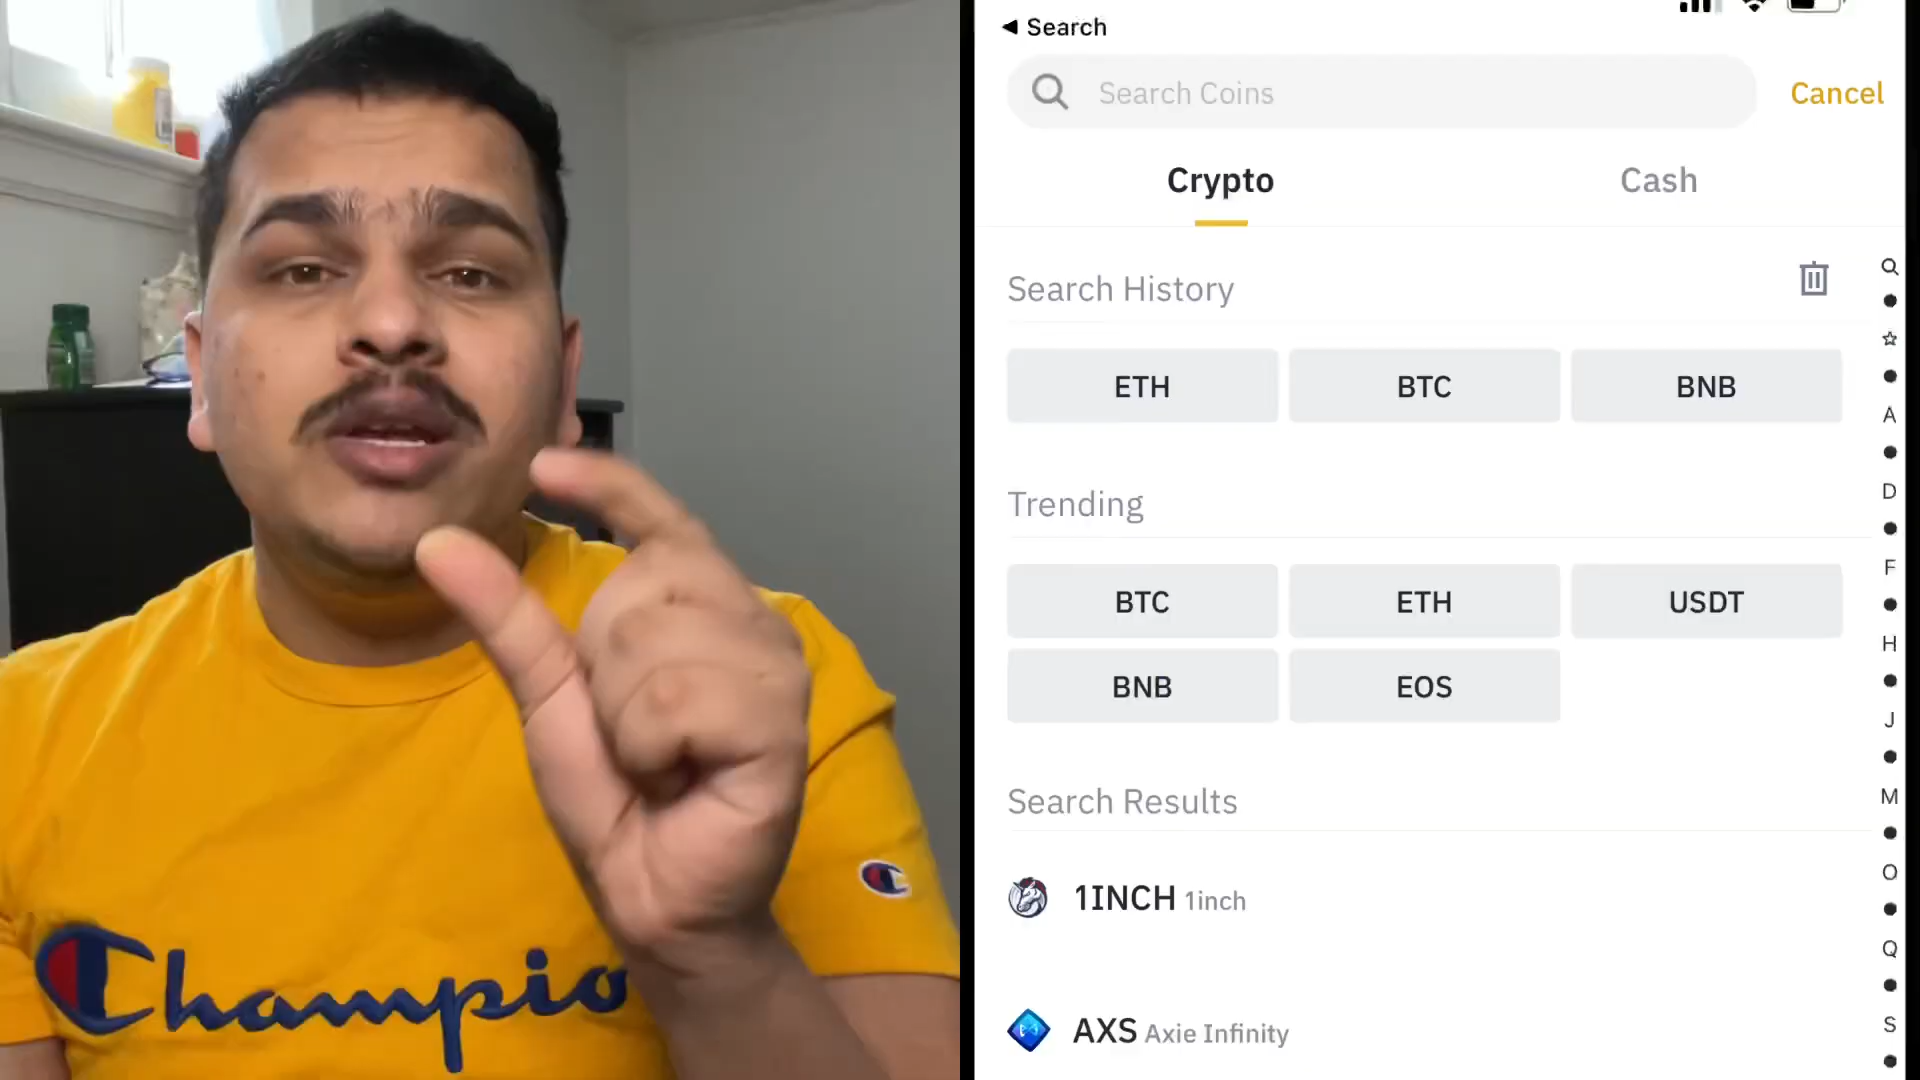 Champio
◀ Search
Search Coins
Cancel
Crypto
Cash
Search History
ETH
BTC
BNB
Trending
BTC
ETH
USDT
BNB
EOS
Search Results
1INCH 1inch
AXS Axie Infinity
A
D
F
H
J
M
O
Q
S